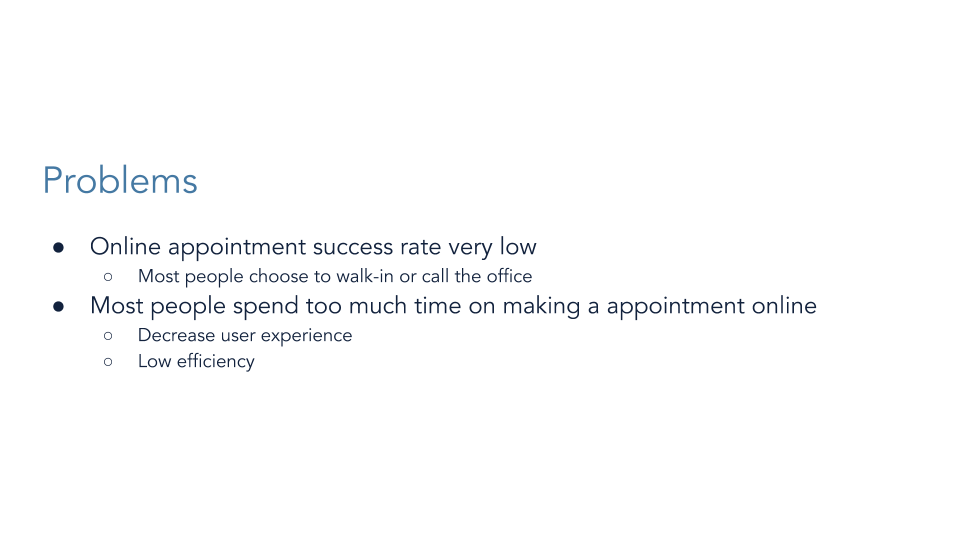 Problems
● Online appointment success rate very low
○ Most people choose to walk-in or call the office
● Most people spend too much time on making a appointment online
○ Decrease user experience
○ Low efficiency